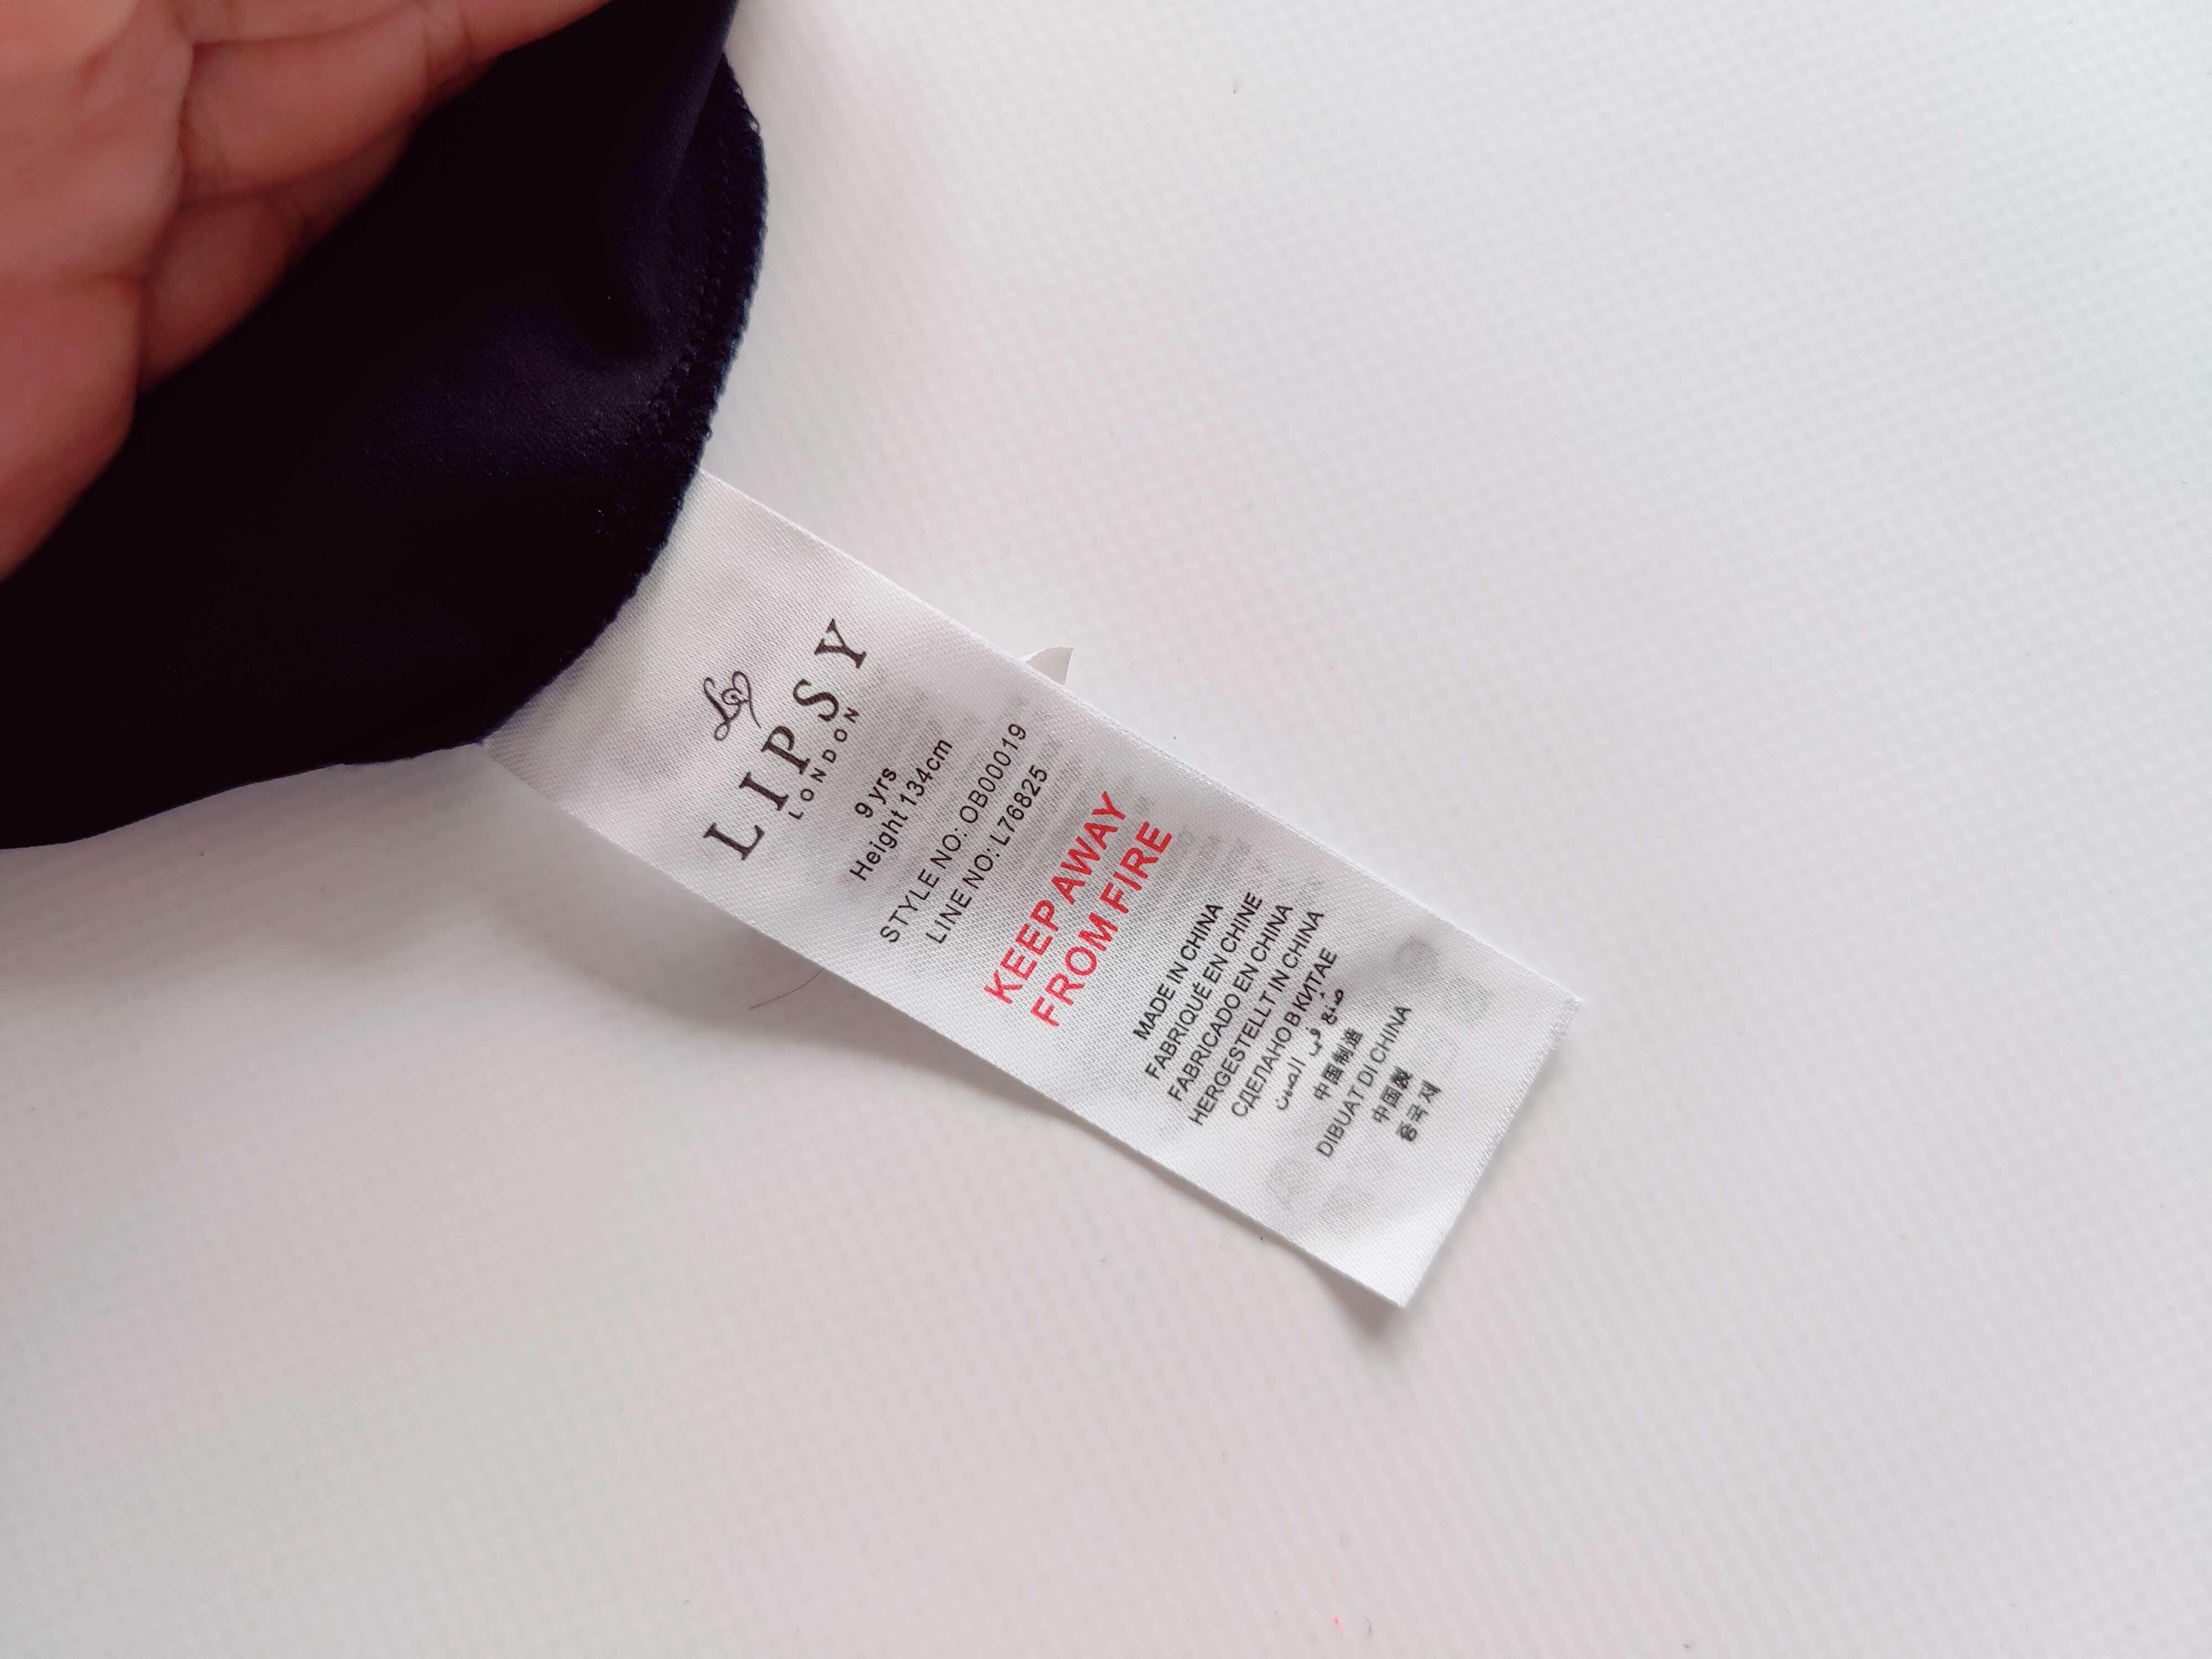 LIPSY
LONDON
9 yrs
Height 134cm
STYLE NO: OB00019
LINE NO: L76825
KEEP AWAY
FROM FIRE
MADE IN CHINA
FABRIQUÉ EN CHINE
FABRICADO EN CHINA
HERGESTELLT IN CHINA
СДЕЛАНО В КИТАЕ
صنع في الصين
中国制造
DIBUAT DI CHINA
中国製
중국제